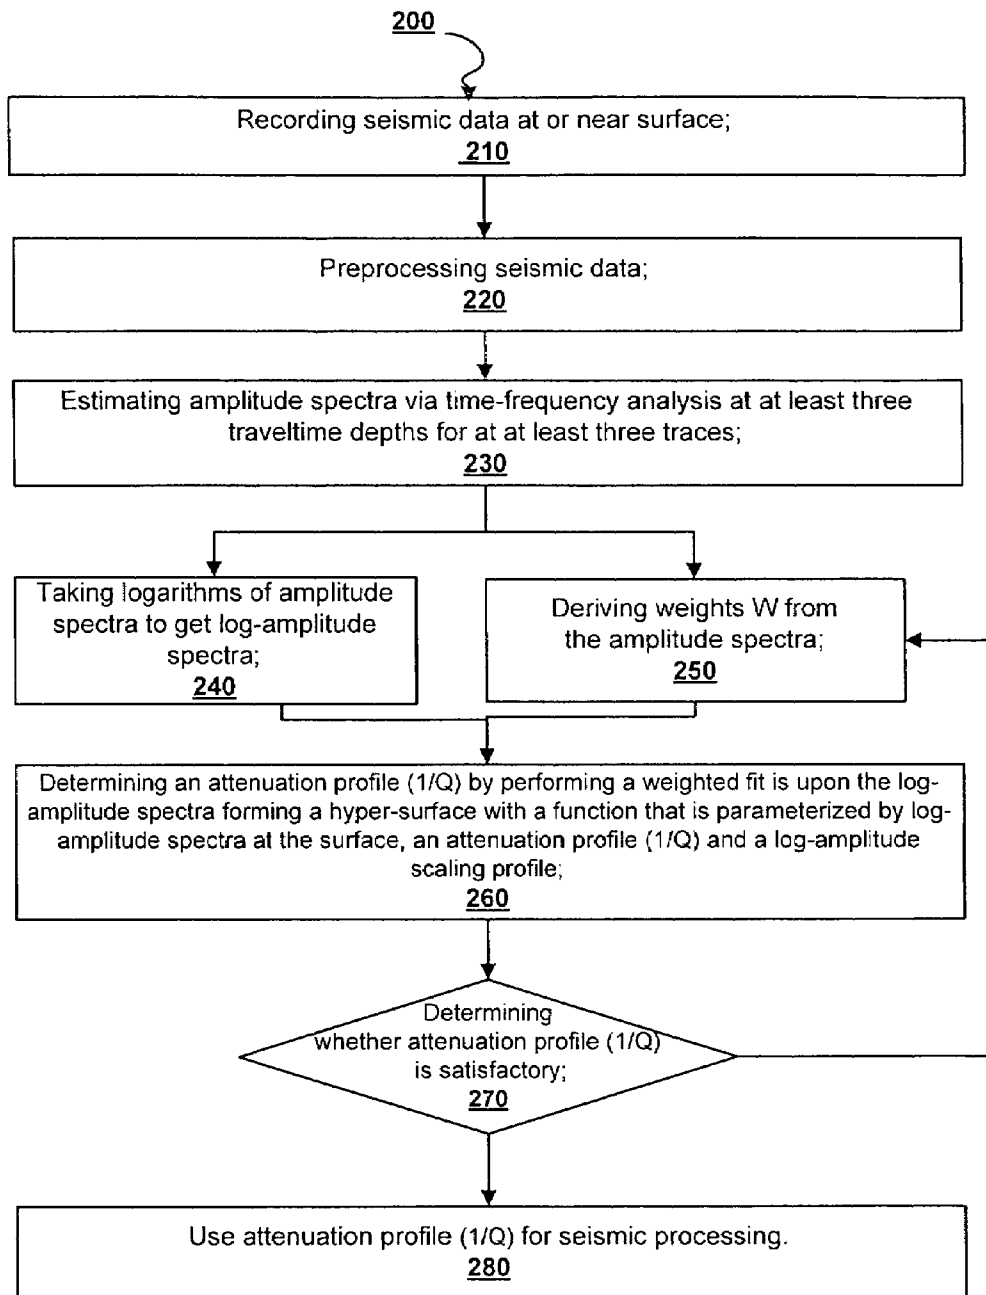 200
Recording seismic data at or near surface;
210
Preprocessing seismic data;
220
Estimating amplitude spectra via time-frequency analysis at at least three
traveltime depths for at at least three traces;
230
Taking logarithms of amplitude
spectra to get log-amplitude
spectra;
240
Deriving weights W from
the amplitude spectra;
250
Determining an attenuation profile (1/Q) by performing a weighted fit is upon the log-
amplitude spectra forming a hyper-surface with a function that is parameterized by log-
amplitude spectra at the surface, an attenuation profile (1/Q) and a log-amplitude
scaling profile;
260
Determining
whether attenuation profile (1/Q)
is satisfactory;
270
Use attenuation profile (1/Q) for seismic processing.
280